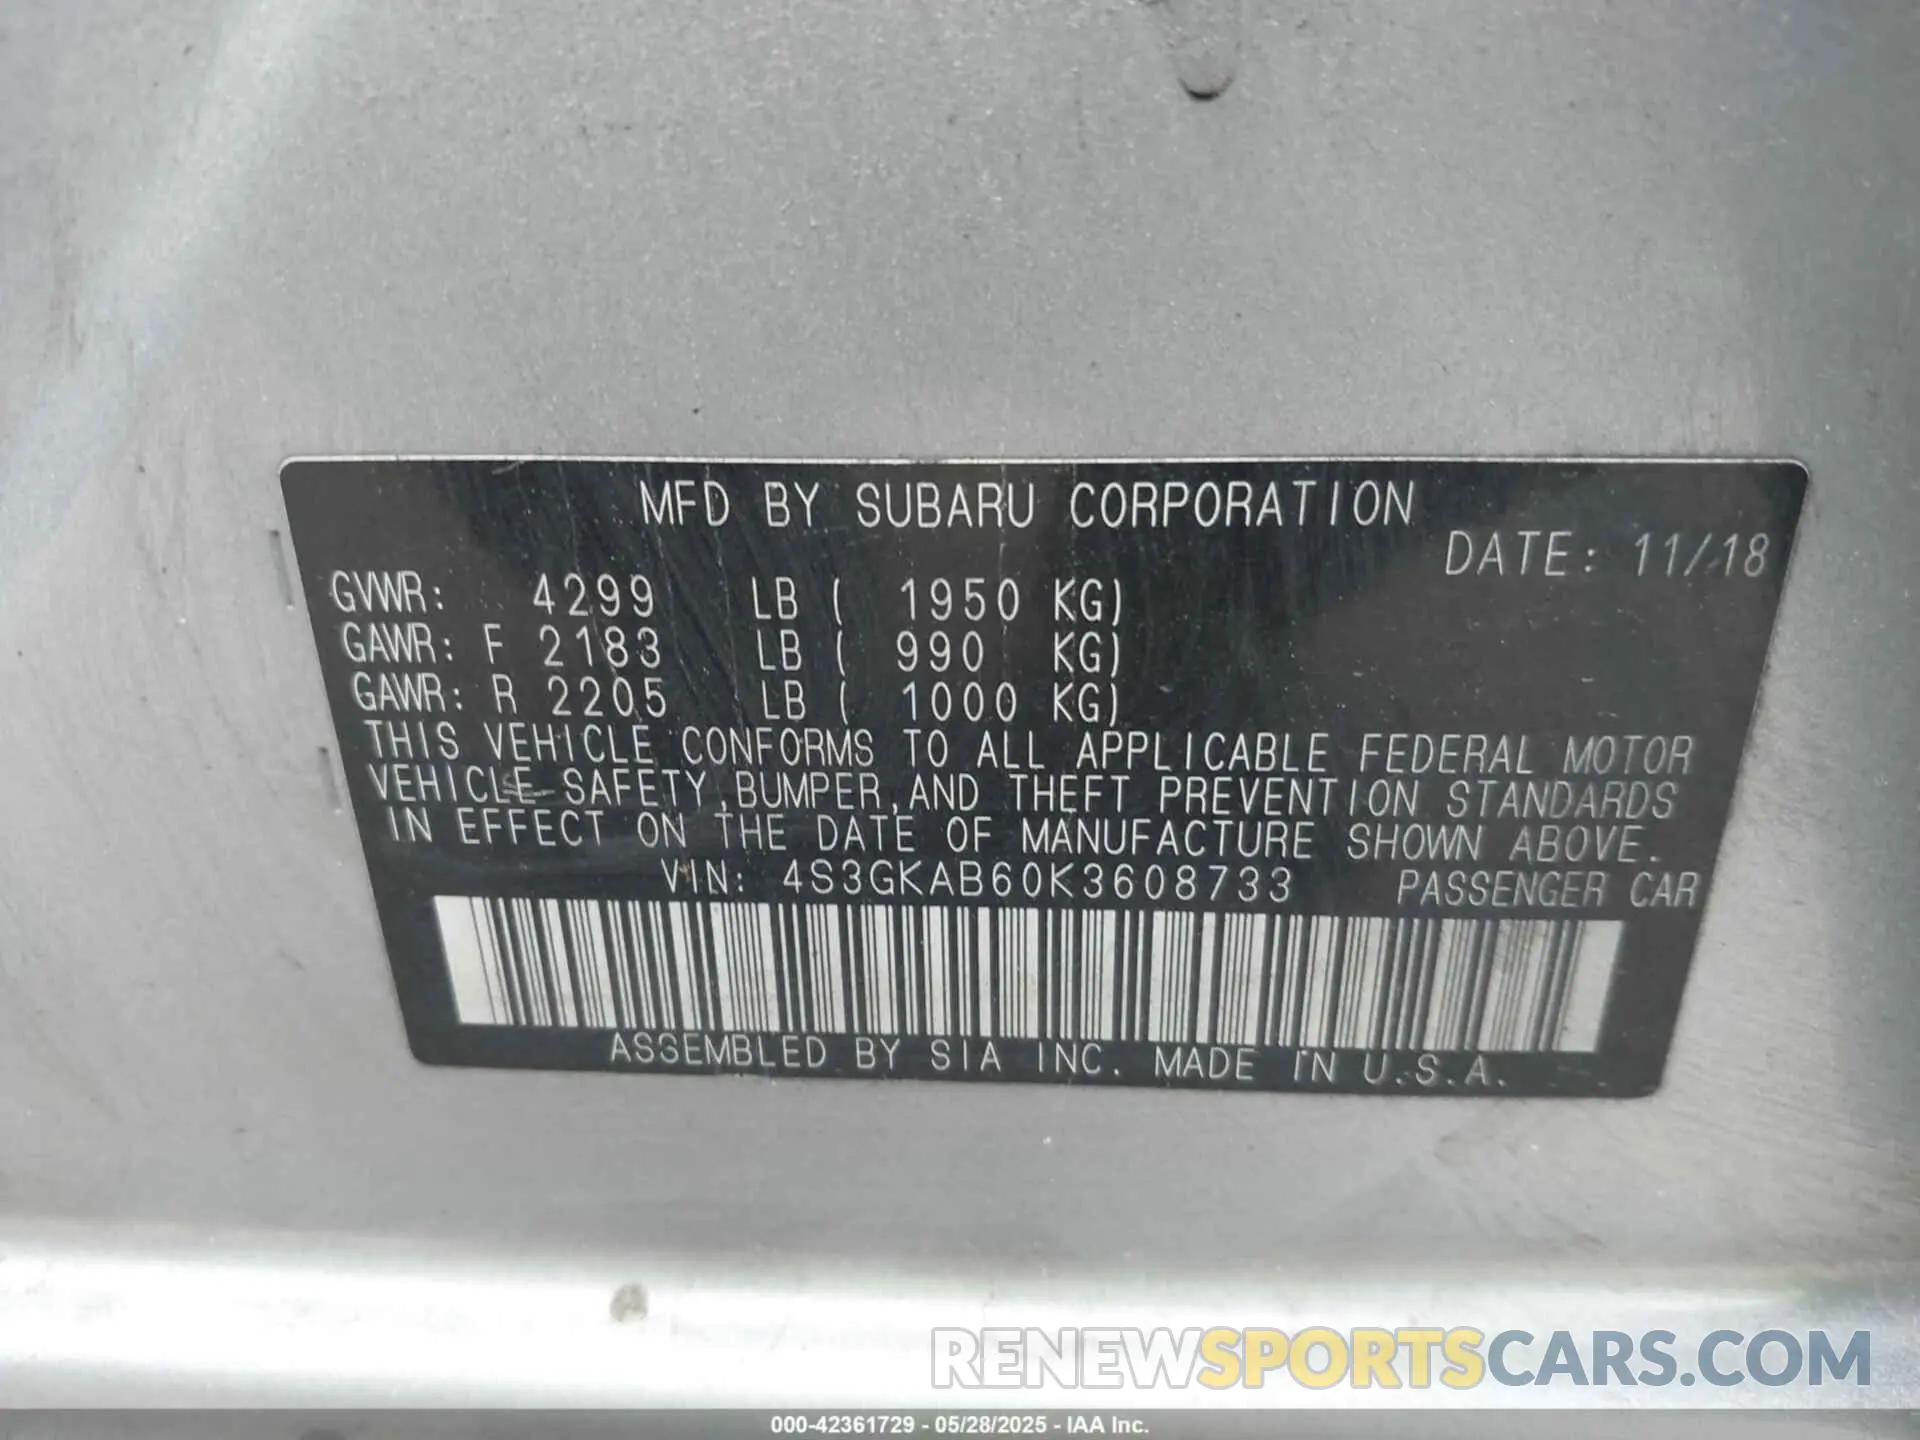 MFD BY SUBARU CORPORATION
DATE: 11/18
GVWR: 4299 LB ( 1950 KG)
GAWR: F 2183 LB ( 990 KG)
GAWR: R 2205 LB ( 1000 KG)
THIS VEHICLE CONFORMS TO ALL APPLICABLE FEDERAL MOTOR
VEHICLE SAFETY,BUMPER,AND THEFT PREVENTION STANDARDS
IN EFFECT ON THE DATE OF MANUFACTURE SHOWN ABOVE.
VIN: 4S3GKAB60K3608733 PASSENGER CAR
ASSEMBLED BY SIA INC. MADE IN U.S.A.
RENEWSPORTSCARS.COM
000-42361729 - 05/28/2025 - IAA Inc.